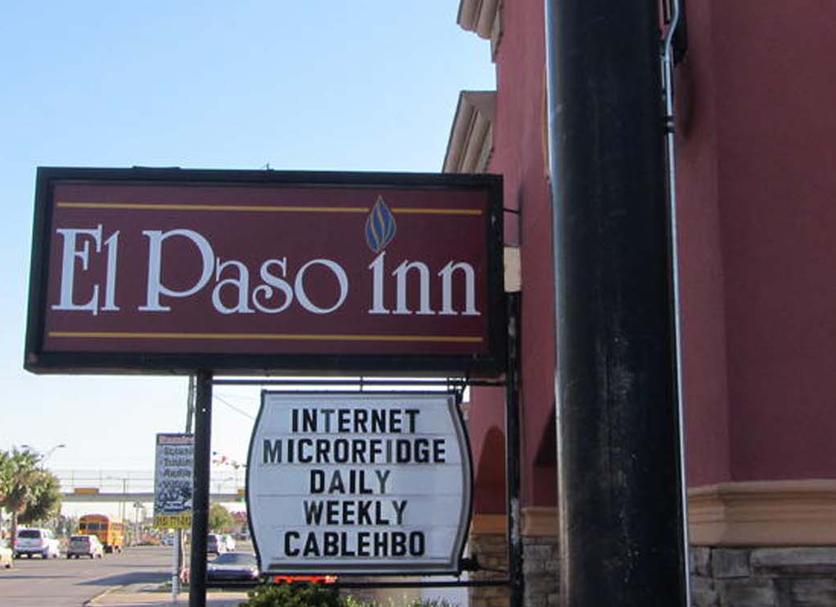 El Paso inn
INTERNET
MICRORFIDGE
DAILY
WEEKLY
CABLEHBO